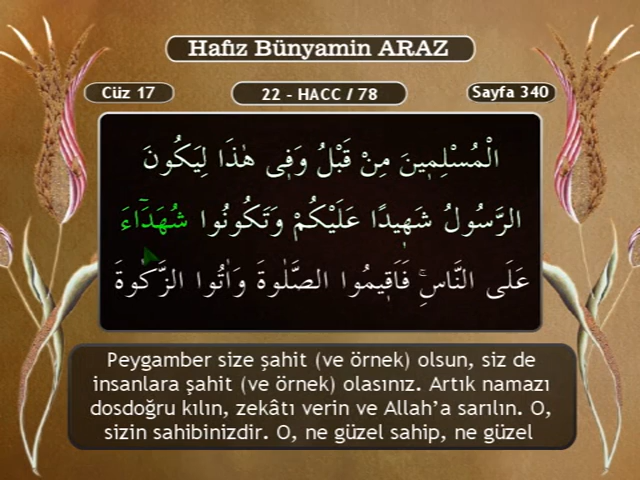 Hafız Bünyamin ARAZ
Cüz 17
22 - HACC / 78
Sayfa 340
الْمُسْلِمٖينَ مِنْ قَبْلُ وَفٖى هٰذَا لِيَكُونَ
الرَّسُولُ شَهٖيدًا عَلَيْكُمْ وَتَكُونُوا شُهَدَٓاءَ
عَلَى النَّاسِۚ فَاَقٖيمُوا الصَّلٰوةَ وَاٰتُوا الزَّكٰوةَ
Peygamber size şahit (ve örnek) olsun, siz de
insanlara şahit (ve örnek) olasınız. Artık namazı
dosdoğru kılın, zekâtı verin ve Allah’a sarılın. O,
sizin sahibinizdir. O, ne güzel sahip, ne güzel